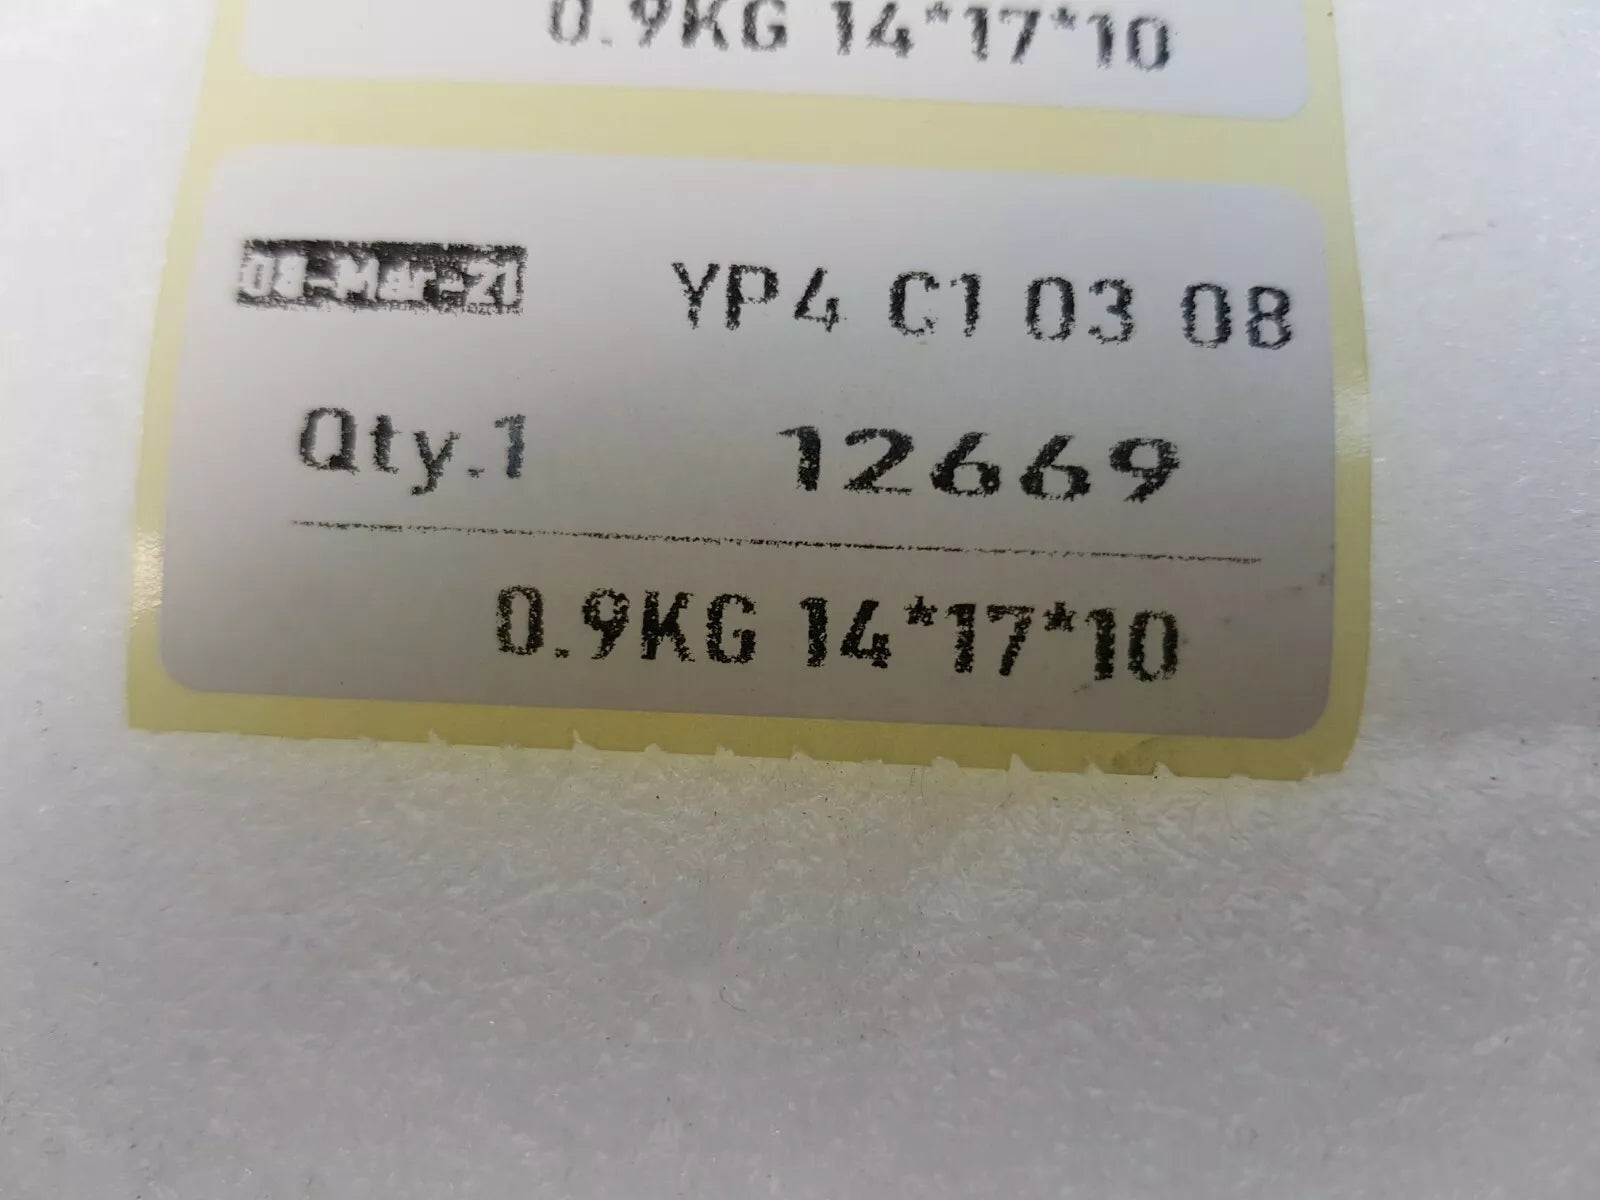 0.9KG 14*17*10
08-Mar-21 YP4 C1 03 08
Qty.1 12669
0.9KG 14*17*10